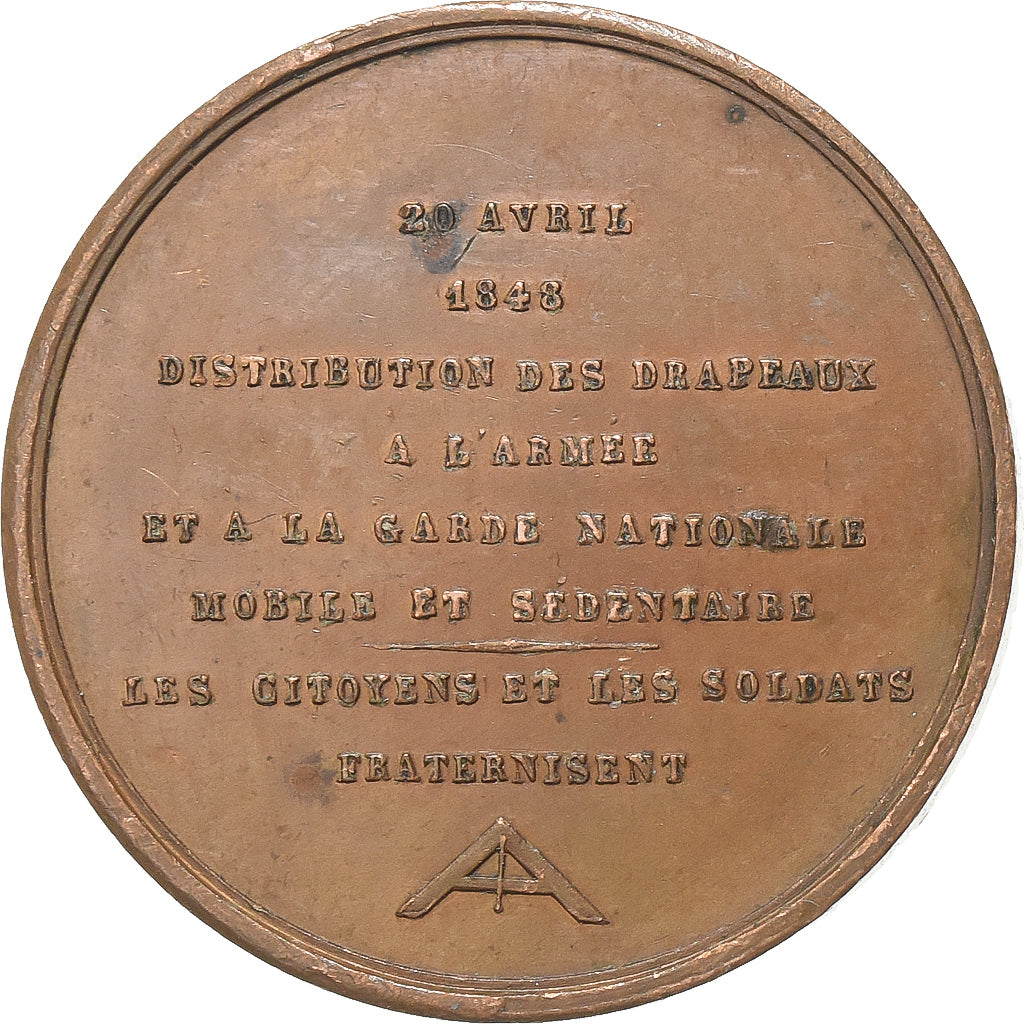 20 AVRIL
1848
DISTRIBUTION DES DRAPEAUX
A L'ARMÉE
ET A LA GARDE NATIONALE
MOBILE ET SÉDENTAIRE
LES CITOYENS ET LES SOLDATS
FRATERNISENT